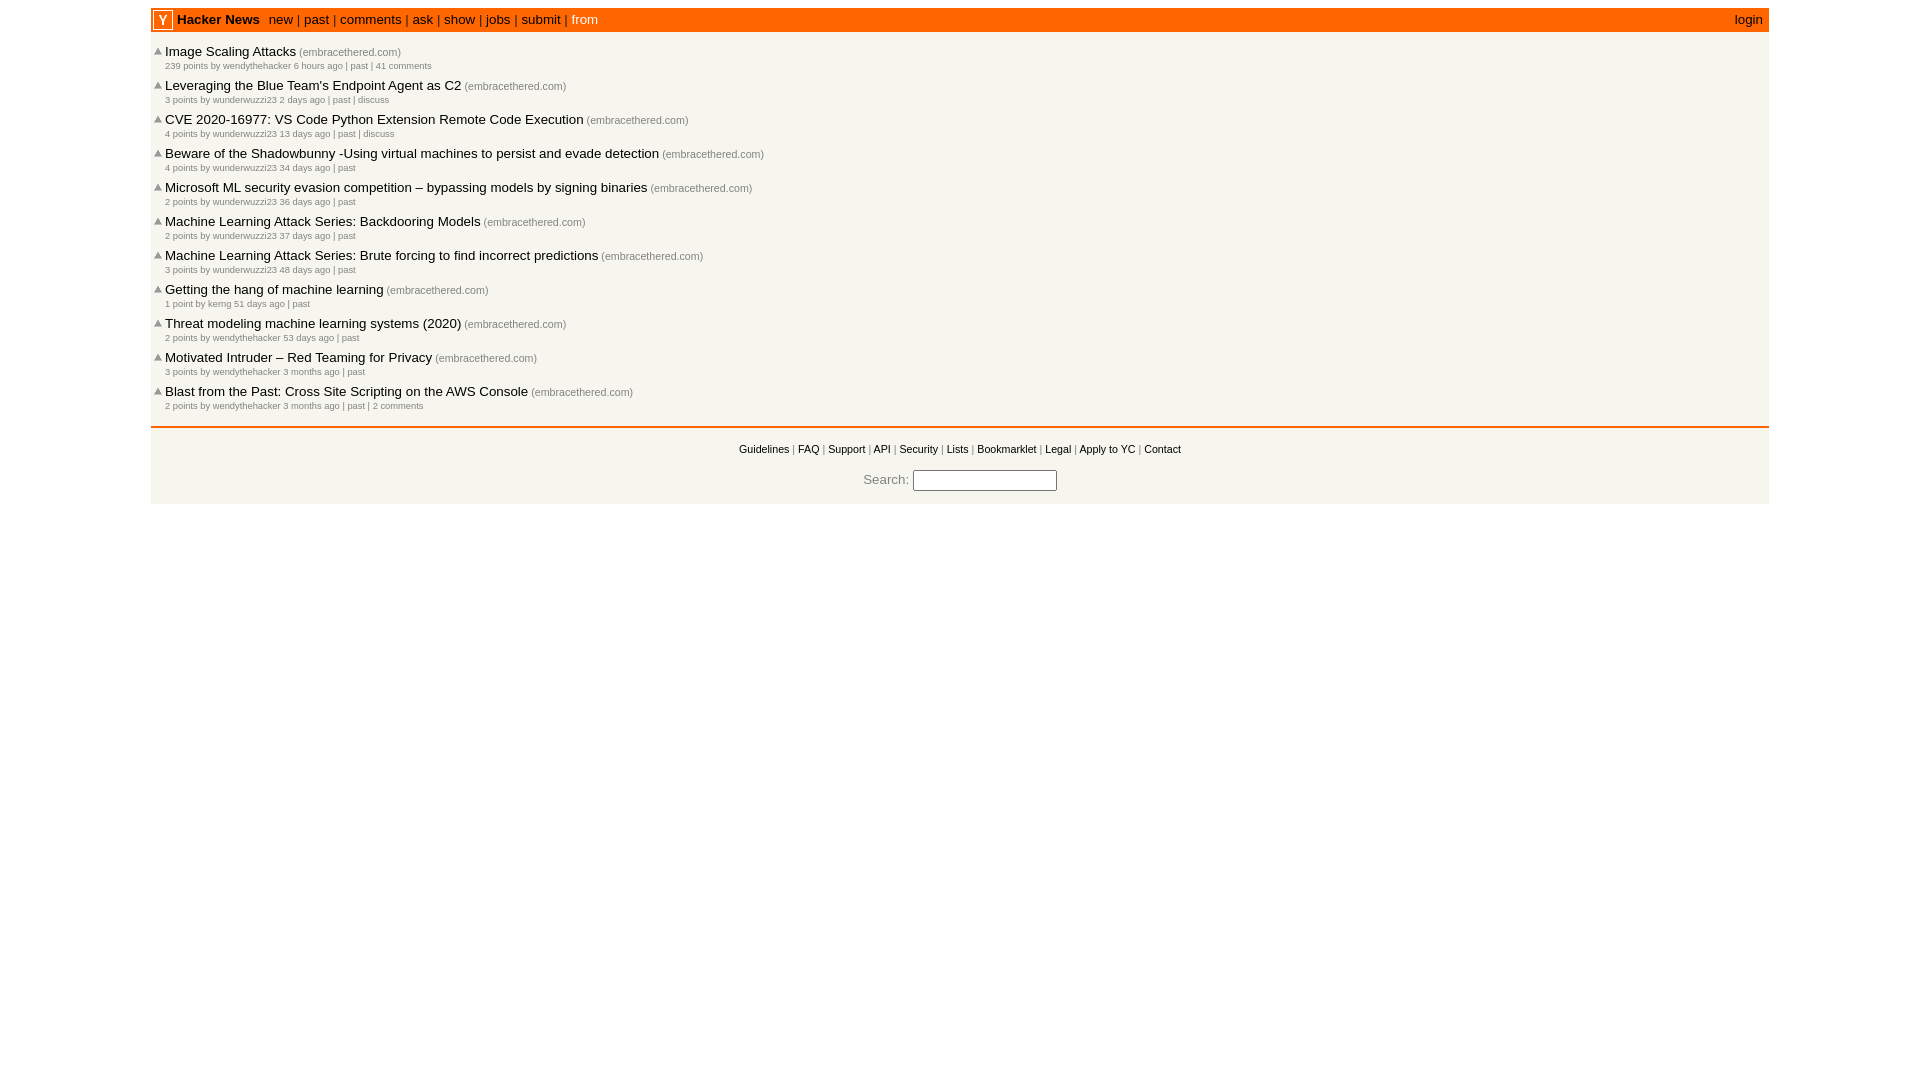 Y Hacker News new | past | comments | ask | show | jobs | submit | from login
Image Scaling Attacks (embracethered.com)
239 points by wendythehacker 6 hours ago | past | 41 comments
Leveraging the Blue Team's Endpoint Agent as C2 (embracethered.com)
3 points by wunderwuzzi23 2 days ago | past | discuss
CVE 2020-16977: VS Code Python Extension Remote Code Execution (embracethered.com)
4 points by wunderwuzzi23 13 days ago | past | discuss
Beware of the Shadowbunny -Using virtual machines to persist and evade detection (embracethered.com)
4 points by wunderwuzzi23 34 days ago | past
Microsoft ML security evasion competition – bypassing models by signing binaries (embracethered.com)
2 points by wunderwuzzi23 36 days ago | past
Machine Learning Attack Series: Backdooring Models (embracethered.com)
2 points by wunderwuzzi23 37 days ago | past
Machine Learning Attack Series: Brute forcing to find incorrect predictions (embracethered.com)
3 points by wunderwuzzi23 48 days ago | past
Getting the hang of machine learning (embracethered.com)
1 point by kerng 51 days ago | past
Threat modeling machine learning systems (2020) (embracethered.com)
2 points by wendythehacker 53 days ago | past
Motivated Intruder – Red Teaming for Privacy (embracethered.com)
3 points by wendythehacker 3 months ago | past
Blast from the Past: Cross Site Scripting on the AWS Console (embracethered.com)
2 points by wendythehacker 3 months ago | past | 2 comments
Guidelines | FAQ | Support | API | Security | Lists | Bookmarklet | Legal | Apply to YC | Contact
Search: